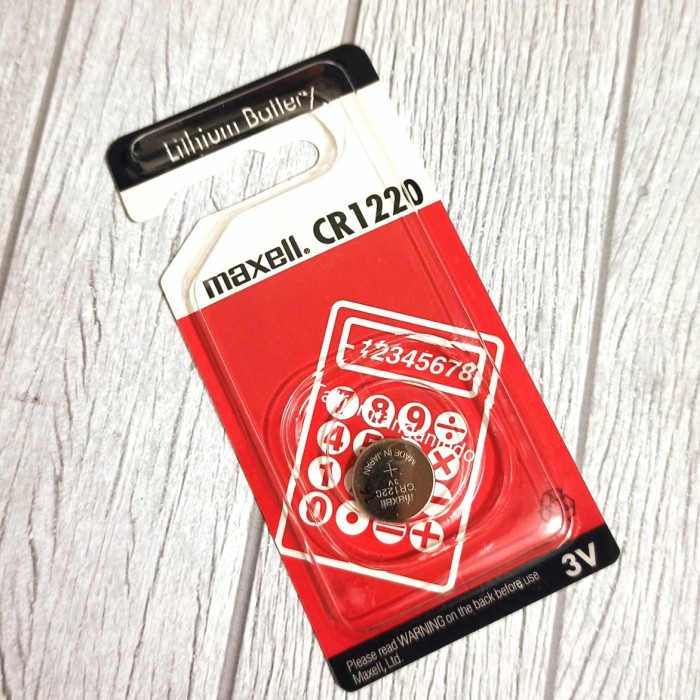 Lithium Battery
maxell. CR1220
12345678
7 8 9 ÷
4 5 ×
1
0 • − +
MADE IN JAPAN
+
3V
CR1220
maxell
3V
Please read WARNING on the back before use
Maxell, Ltd.